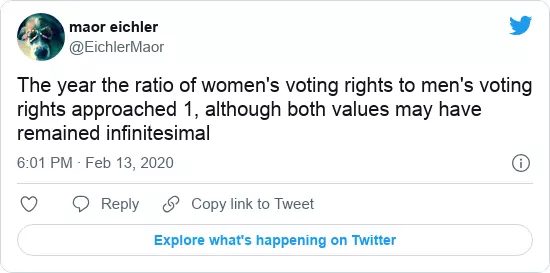 maor eichler
@EichlerMaor
The year the ratio of women's voting rights to men's voting
rights approached 1, although both values may have
remained infinitesimal
6:01 PM · Feb 13, 2020
Reply
Copy link to Tweet
Explore what's happening on Twitter